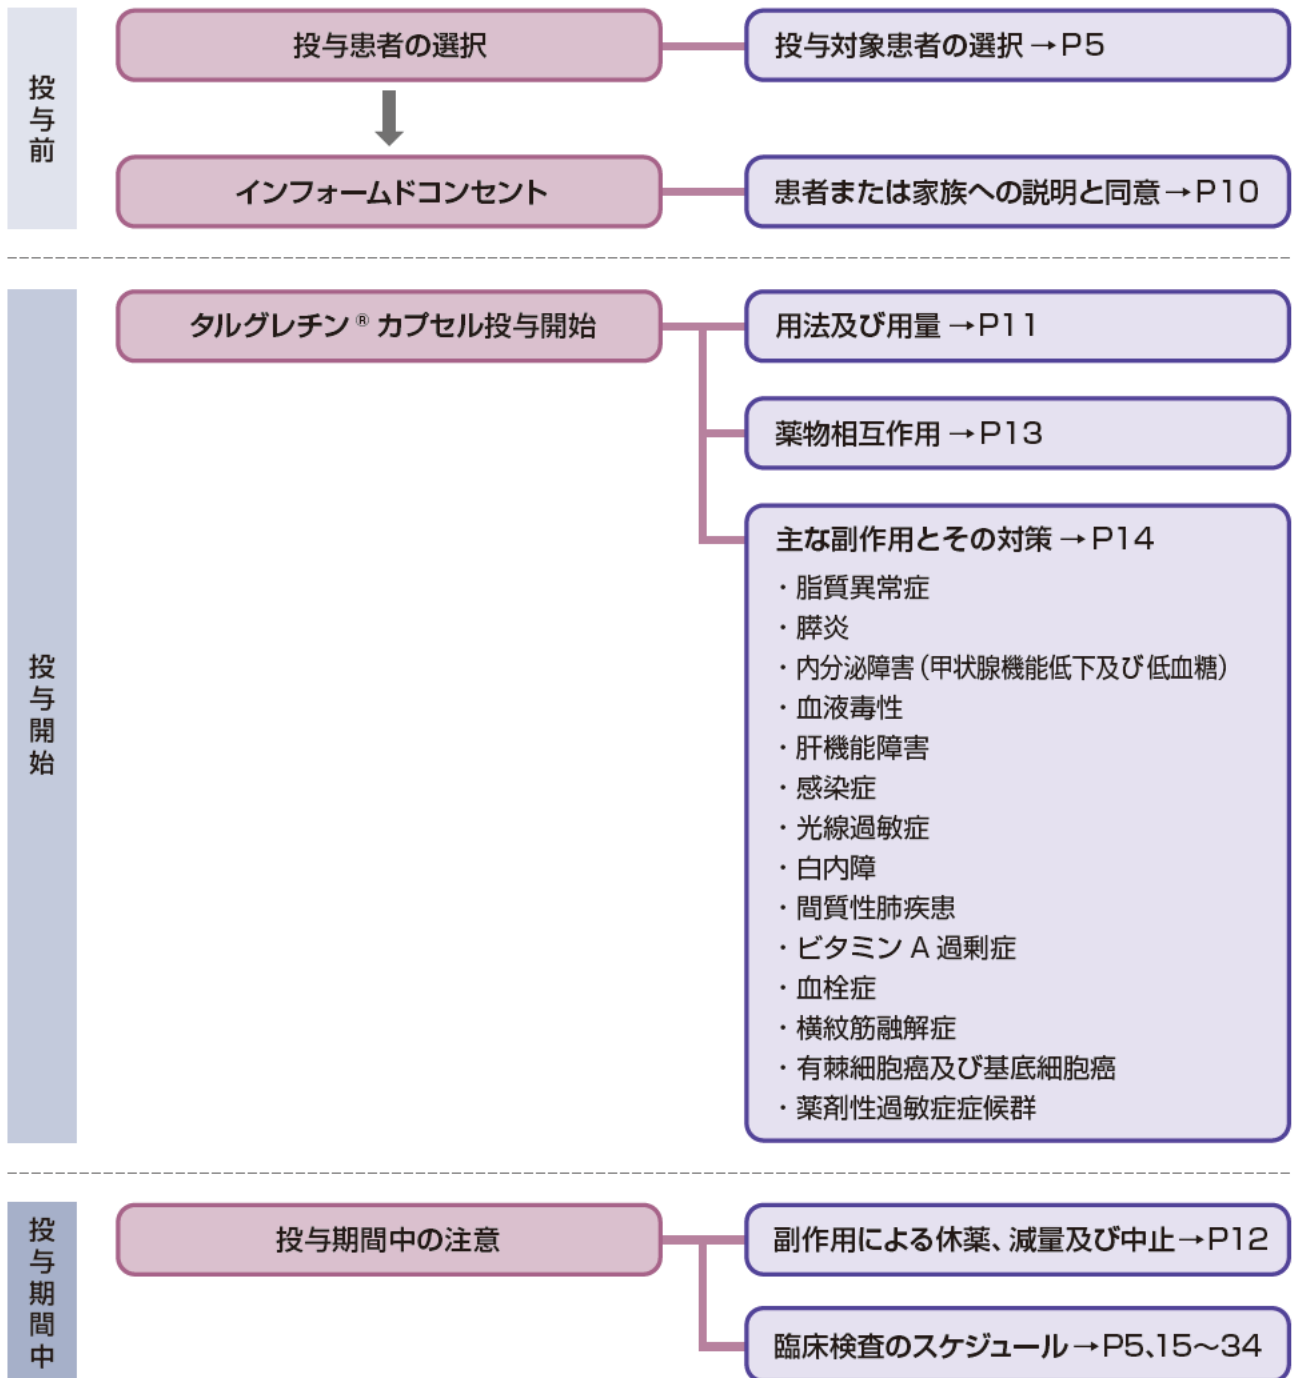 投与前
投与患者の選択
投与対象患者の選択→P5
インフォームドコンセント
患者または家族への説明と同意→P10
投与開始
タルグレチン®カプセル投与開始
用法及び用量→P11
薬物相互作用→P13
主な副作用とその対策→P14
・脂質異常症
・膵炎
・内分泌障害(甲状腺機能低下及び低血糖)
・血液毒性
・肝機能障害
・感染症
・光線過敏症
・白内障
・間質性肺疾患
・ビタミンA過剰症
・血栓症
・横紋筋融解症
・有棘細胞癌及び基底細胞癌
・薬剤性過敏症症候群
投与期間中
投与期間中の注意
副作用による休薬、減量及び中止→P12
臨床検査のスケジュール→P5、15〜34